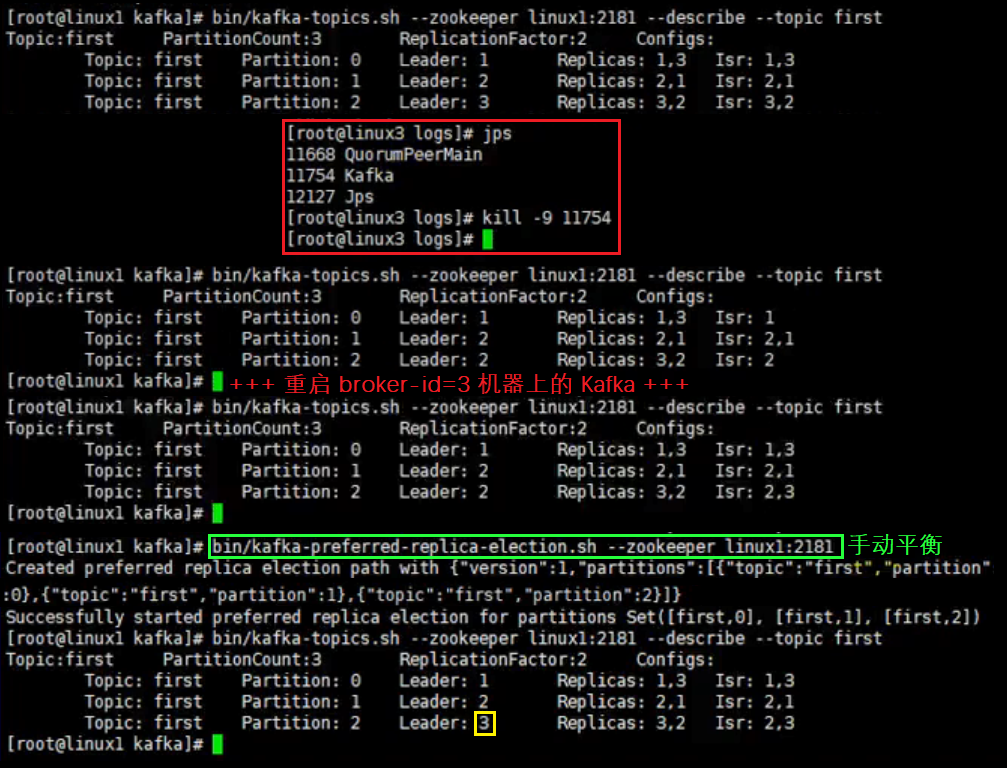 [root@linux1 kafka]# bin/kafka-topics.sh --zookeeper linux1:2181 --describe --topic first
Topic:first PartitionCount:3 ReplicationFactor:2 Configs:
Topic: first Partition: 0 Leader: 1 Replicas: 1,3 Isr: 1,3
Topic: first Partition: 1 Leader: 2 Replicas: 2,1 Isr: 2,1
Topic: first Partition: 2 Leader: 3 Replicas: 3,2 Isr: 3,2
[root@linux3 logs]# jps
11668 QuorumPeerMain
11754 Kafka
12127 Jps
[root@linux3 logs]# kill -9 11754
[root@linux3 logs]#
[root@linux1 kafka]# bin/kafka-topics.sh --zookeeper linux1:2181 --describe --topic first
Topic:first PartitionCount:3 ReplicationFactor:2 Configs:
Topic: first Partition: 0 Leader: 1 Replicas: 1,3 Isr: 1
Topic: first Partition: 1 Leader: 2 Replicas: 2,1 Isr: 2,1
Topic: first Partition: 2 Leader: 2 Replicas: 3,2 Isr: 2
[root@linux1 kafka]# +++ 重启 broker-id=3 机器上的 Kafka +++
[root@linux1 kafka]# bin/kafka-topics.sh --zookeeper linux1:2181 --describe --topic first
Topic:first PartitionCount:3 ReplicationFactor:2 Configs:
Topic: first Partition: 0 Leader: 1 Replicas: 1,3 Isr: 1,3
Topic: first Partition: 1 Leader: 2 Replicas: 2,1 Isr: 2,1
Topic: first Partition: 2 Leader: 2 Replicas: 3,2 Isr: 2,3
[root@linux1 kafka]#
[root@linux1 kafka]# bin/kafka-preferred-replica-election.sh --zookeeper linux1:2181 手动平衡
Created preferred replica election path with {"version":1,"partitions":[{"topic":"first","partition"
:0},{"topic":"first","partition":1},{"topic":"first","partition":2}]}
Successfully started preferred replica election for partitions Set([first,0], [first,1], [first,2])
[root@linux1 kafka]# bin/kafka-topics.sh --zookeeper linux1:2181 --describe --topic first
Topic:first PartitionCount:3 ReplicationFactor:2 Configs:
Topic: first Partition: 0 Leader: 1 Replicas: 1,3 Isr: 1,3
Topic: first Partition: 1 Leader: 2 Replicas: 2,1 Isr: 2,1
Topic: first Partition: 2 Leader: 3 Replicas: 3,2 Isr: 2,3
[root@linux1 kafka]#